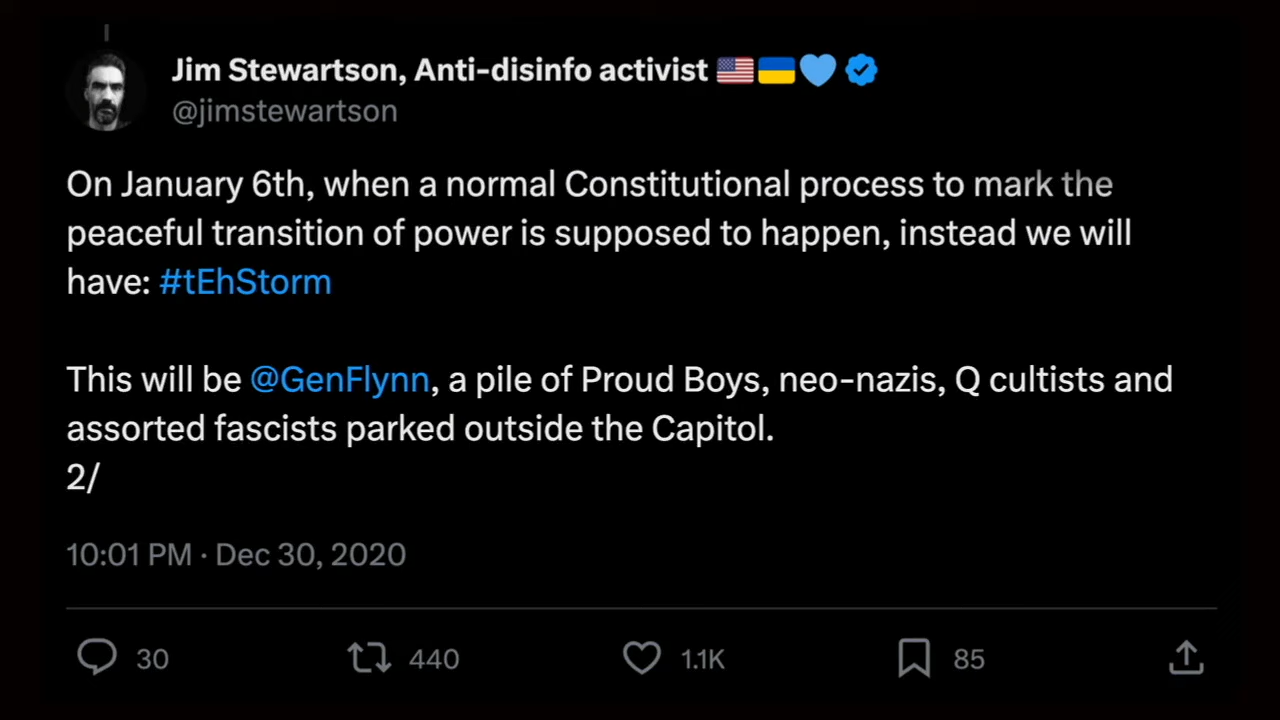 Jim Stewartson, Anti-disinfo activist 🇺🇸🇺🇦💙
@jimstewartson
On January 6th, when a normal Constitutional process to mark the
peaceful transition of power is supposed to happen, instead we will
have: #tEhStorm
This will be @GenFlynn, a pile of Proud Boys, neo-nazis, Q cultists and
assorted fascists parked outside the Capitol.
2/
10:01 PM · Dec 30, 2020
30 440 1.1K 85